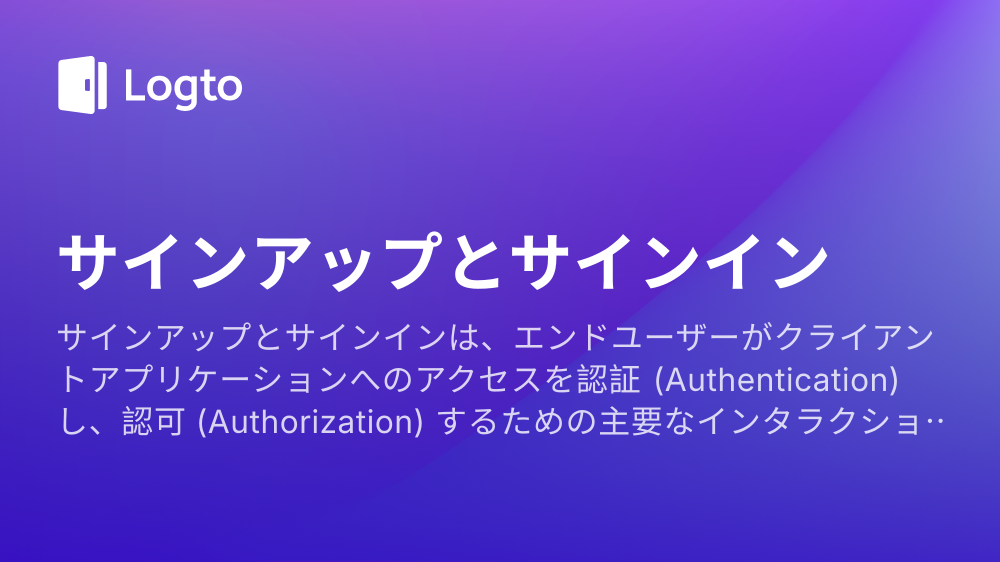 Logto
サインアップとサインイン
サインアップとサインインは、エンドユーザーがクライアン
トアプリケーションへのアクセスを認証 (Authentication)
し、認可 (Authorization) するための主要なインタラクショ··